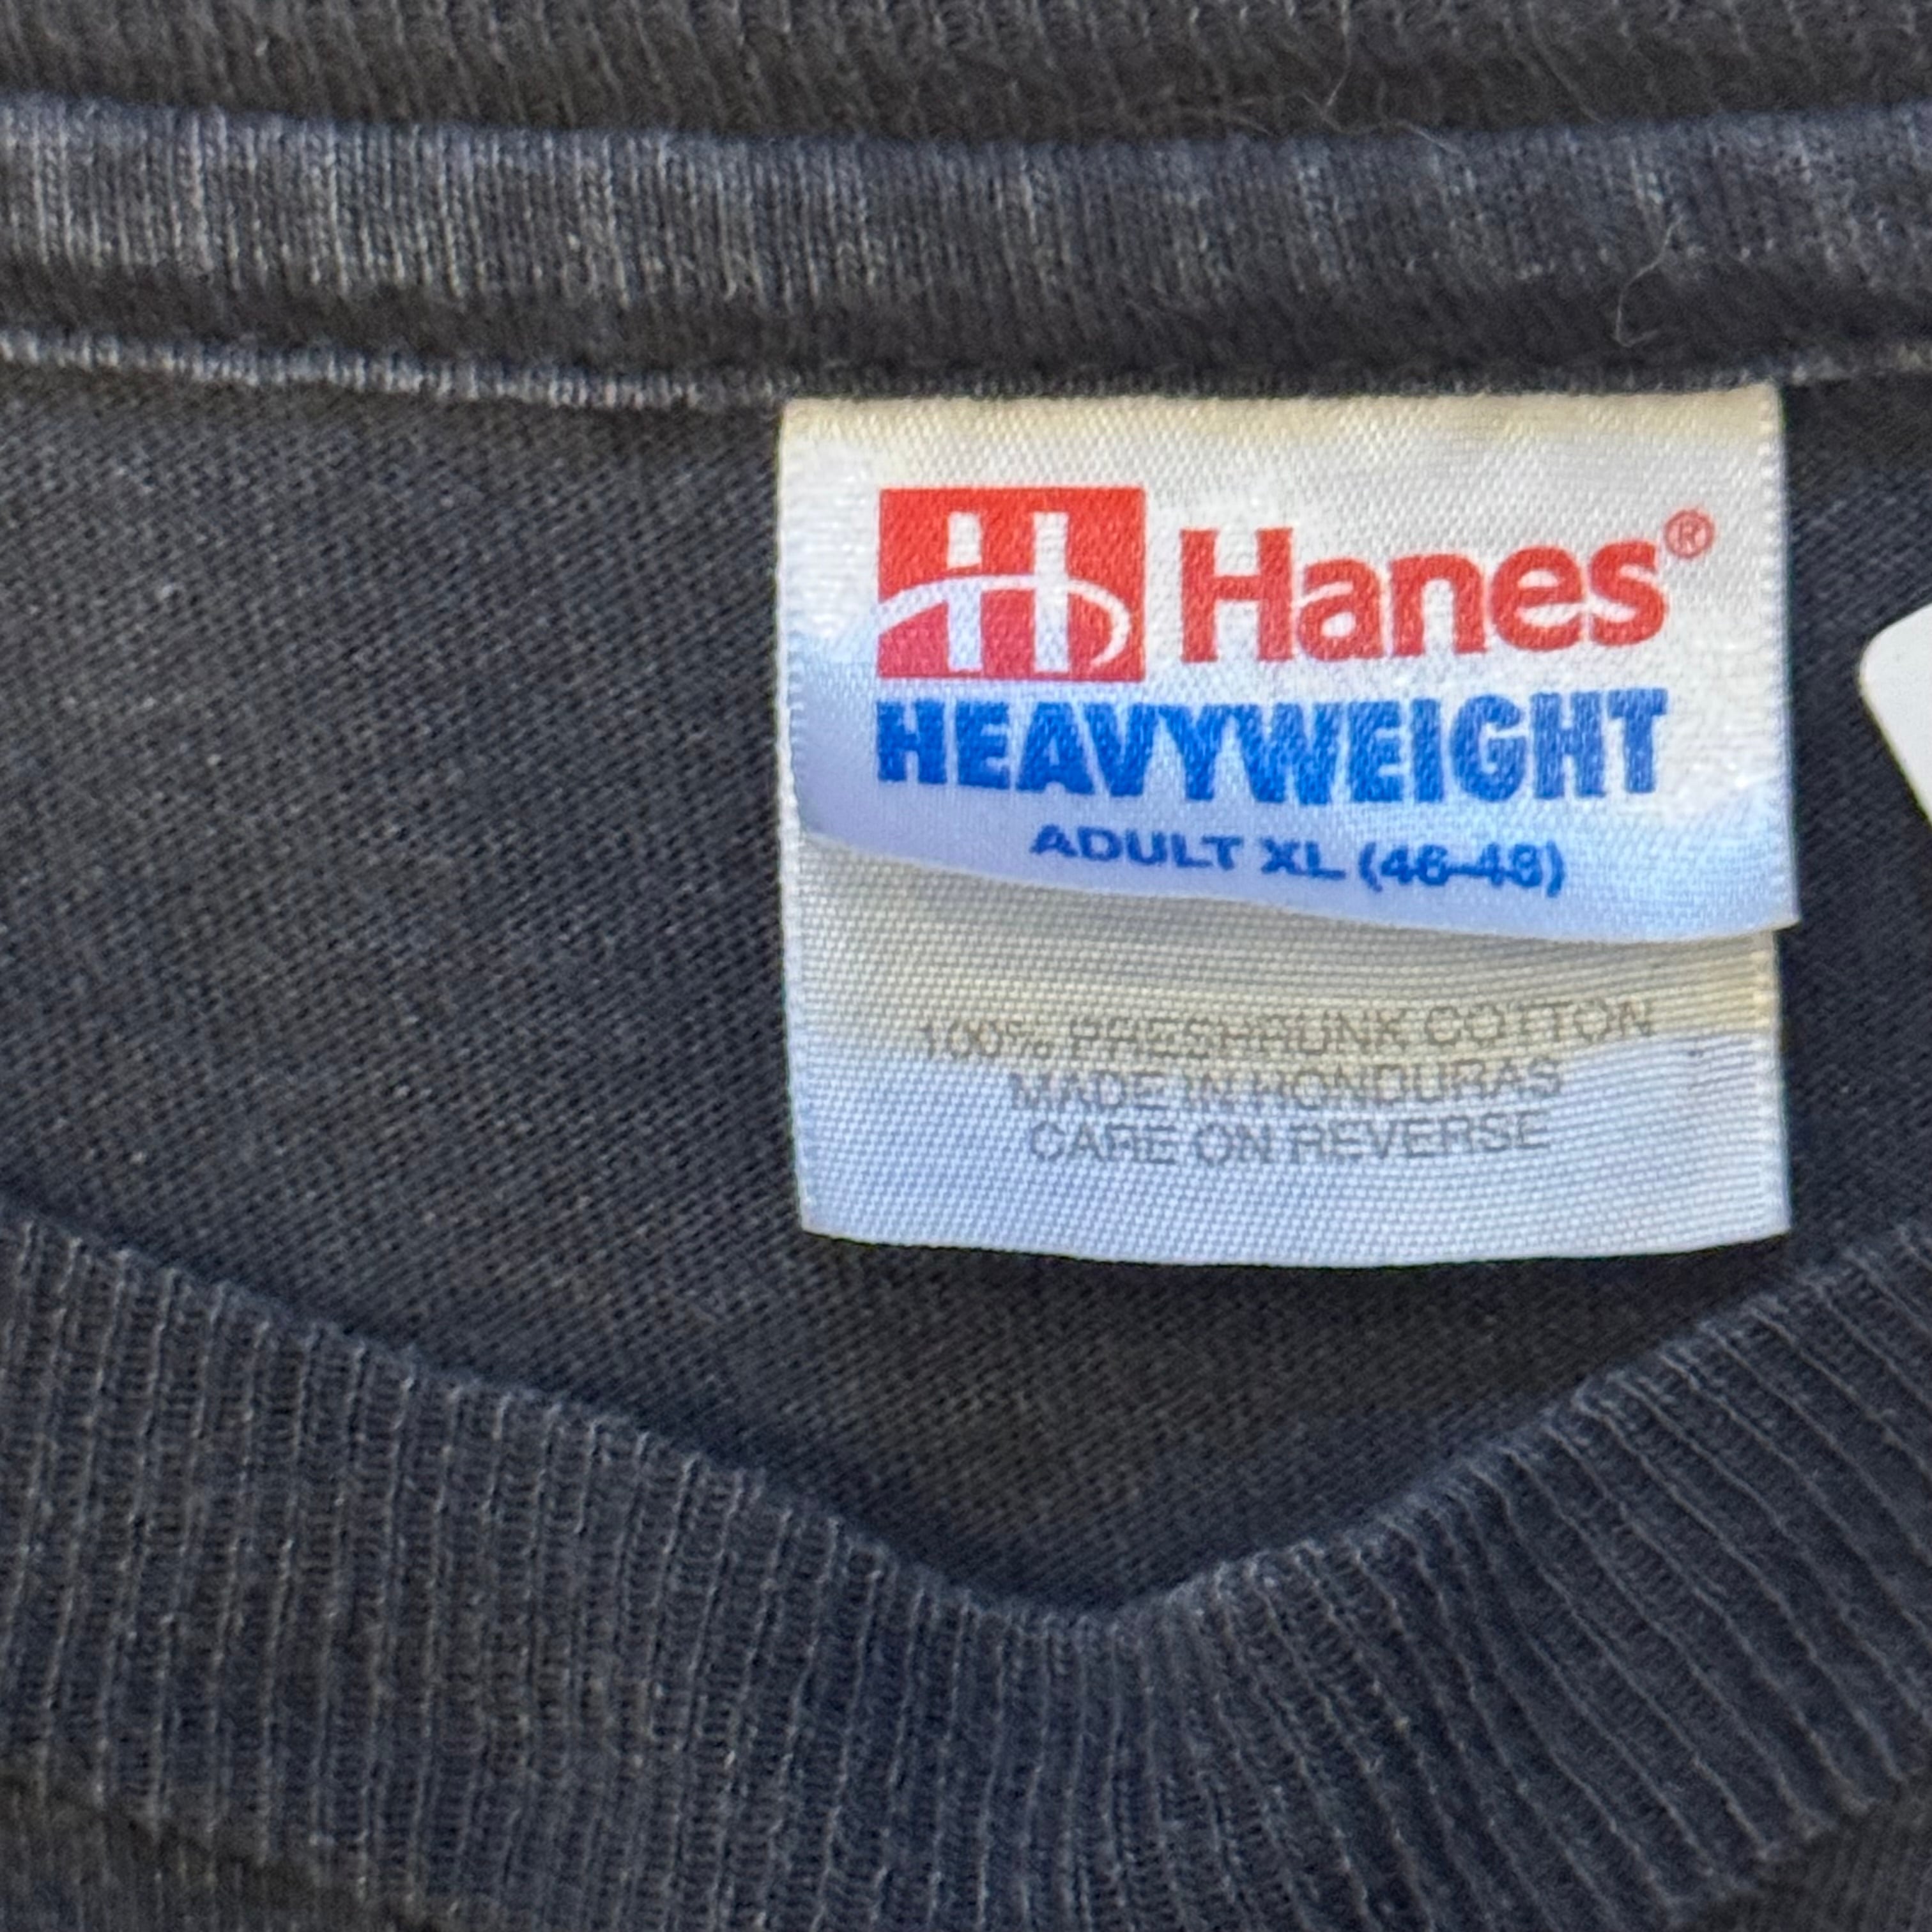 H Hanes®
HEAVYWEIGHT
ADULT XL (46-48)
100% PRESHRUNK COTTON
MADE IN HONDURAS
CARE ON REVERSE